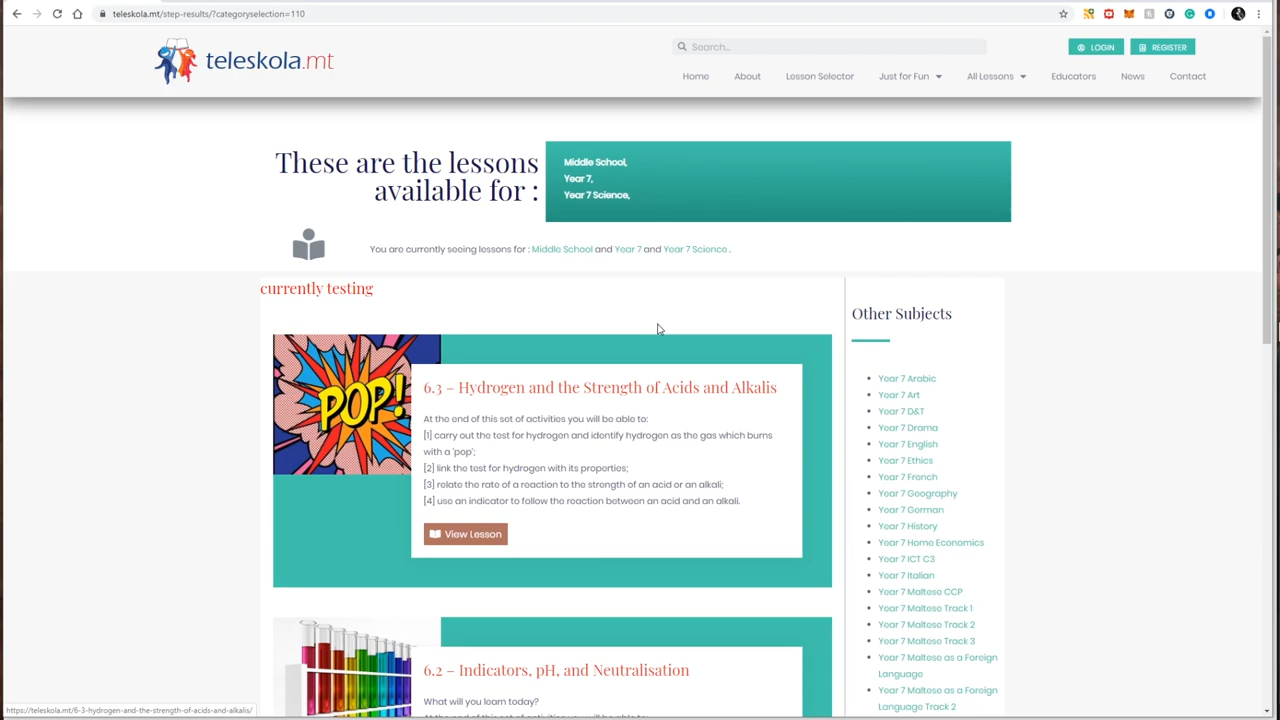 teleskola.mt/step-results/?categoryselection=110
teleskola.mt
Search...
LOGIN
REGISTER
Home
About
Lesson Selector
Just for Fun
All Lessons
Educators
News
Contact
These are the lessons
available for :
Middle School,
Year 7,
Year 7 Science,
You are currently seeing lessons for : Middle School and Year 7 and Year 7 Science .
currently testing
POP!
6.3 – Hydrogen and the Strength of Acids and Alkalis
At the end of this set of activities you will be able to:
[1] carry out the test for hydrogen and identify hydrogen as the gas which burns
with a 'pop';
[2] link the test for hydrogen with its properties;
[3] relate the rate of a reaction to the strength of an acid or an alkali;
[4] use an indicator to follow the reaction between an acid and an alkali.
View Lesson
6.2 – Indicators, pH, and Neutralisation
What will you learn today?
Other Subjects
Year 7 Arabic
Year 7 Art
Year 7 D&T
Year 7 Drama
Year 7 English
Year 7 Ethics
Year 7 French
Year 7 Geography
Year 7 German
Year 7 History
Year 7 Home Economics
Year 7 ICT C3
Year 7 Italian
Year 7 Maltese CCP
Year 7 Maltese Track 1
Year 7 Maltese Track 2
Year 7 Maltese Track 3
Year 7 Maltese as a Foreign
Language
Year 7 Maltese as a Foreign
Language Track 2
https://teleskola.mt/6-3-hydrogen-and-the-strength-of-acids-and-alkalis/